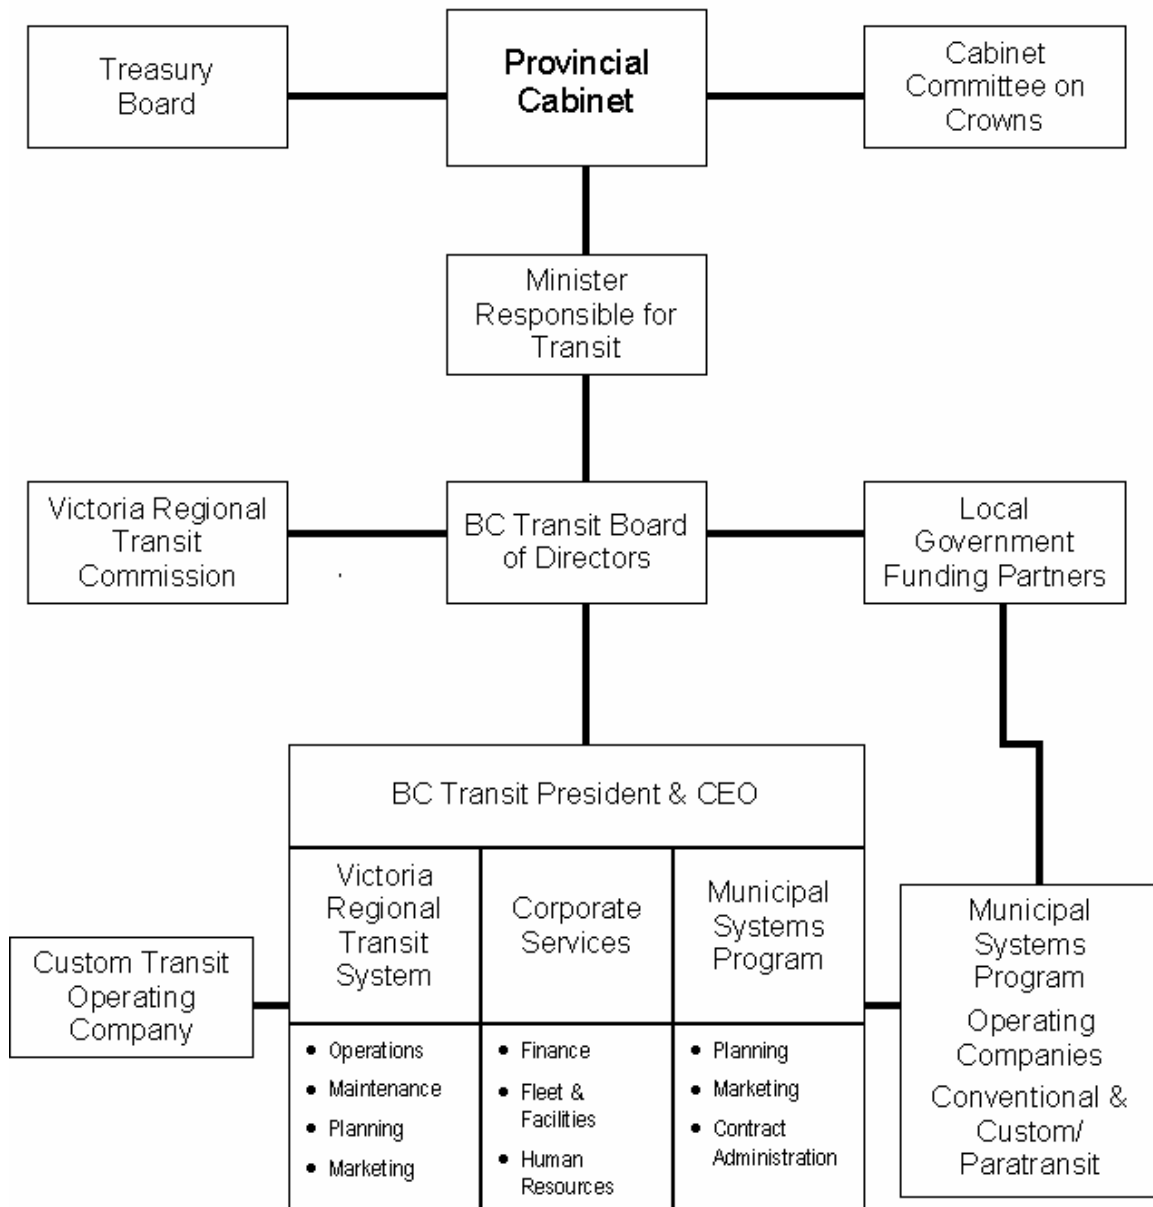 Treasury
Board
Provincial
Cabinet
Cabinet
Committee on
Crowns
Minister
Responsible for
Transit
Victoria Regional
Transit
Commission
BC Transit Board
of Directors
Local
Government
Funding Partners
BC Transit President & CEO
Victoria
Regional
Transit
System
Corporate
Services
Municipal
Systems
Program
Custom Transit
Operating
Company
• Operations
• Maintenance
• Planning
• Marketing
• Finance
• Fleet &
Facilities
• Human
Resources
• Planning
• Marketing
• Contract
Administration
Municipal
Systems
Program
Operating
Companies
Conventional &
Custom/
Paratransit